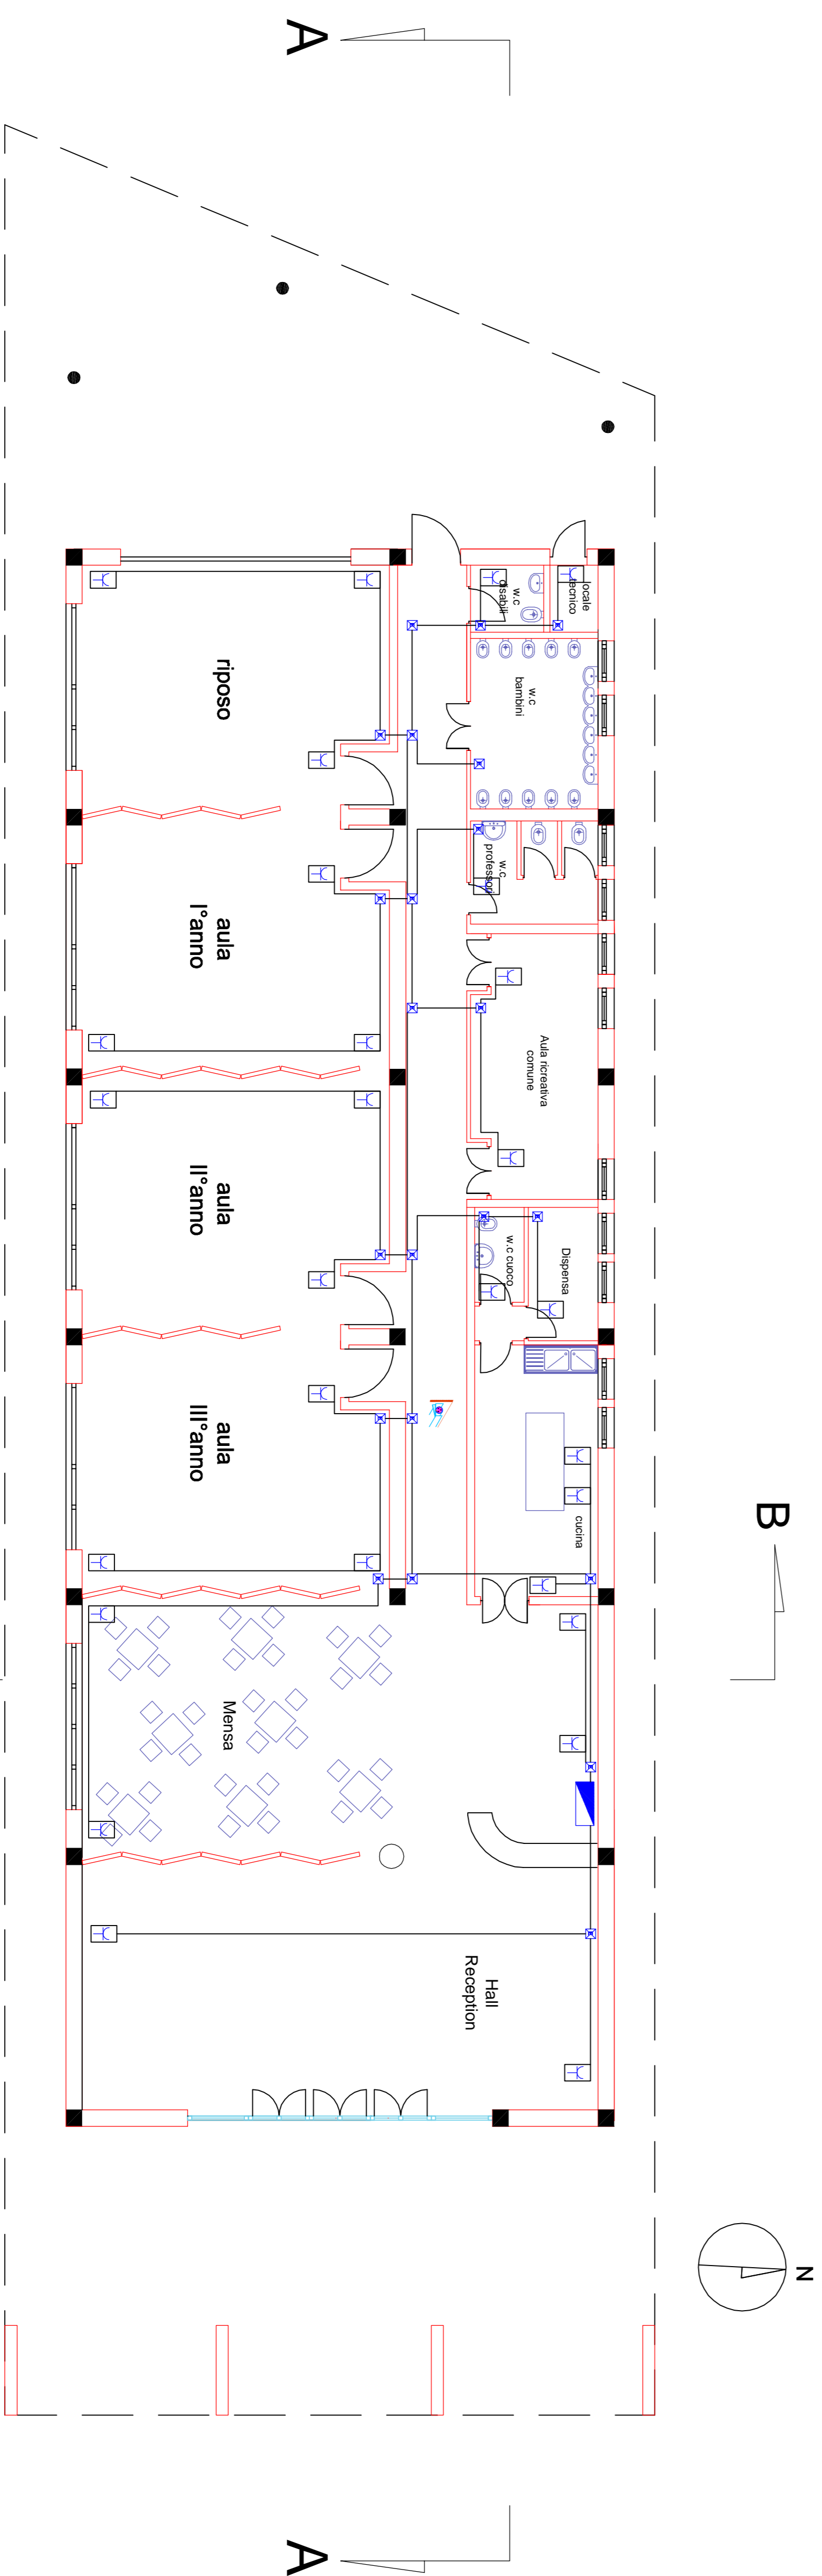 A
B
N
A
locale
tecnico
w.c
disabili
w.c
bambini
w.c
professori
Aula ricreativa
comune
Dispensa
w.c cuoco
cucina
riposo
aula
I°anno
aula
II°anno
aula
III°anno
Mensa
Hall
Reception